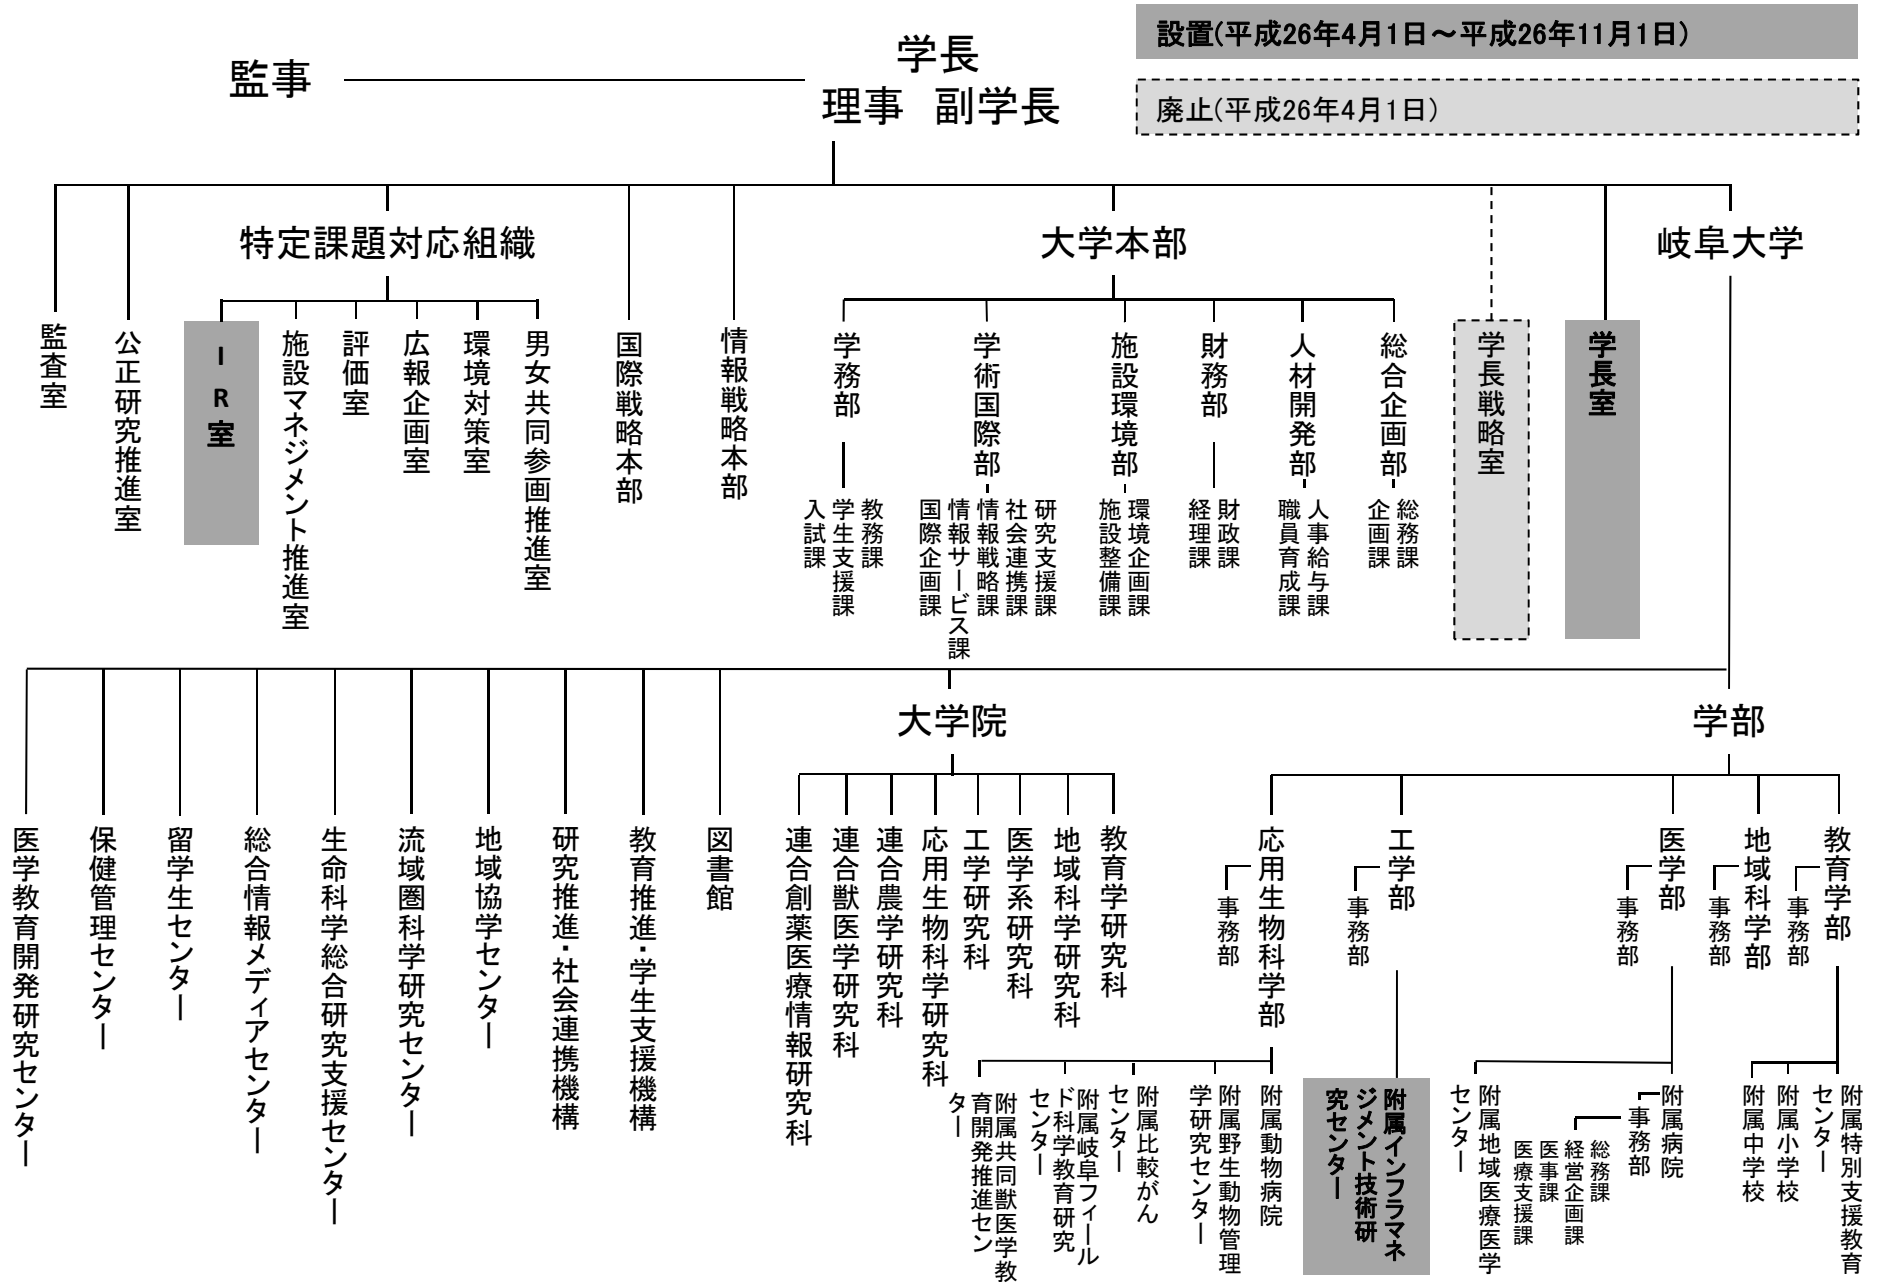 学長
監事
理事　副学長
設置(平成26年4月1日～平成26年11月1日)
廃止(平成26年4月1日)
特定課題対応組織
大学本部
岐阜大学
監査室
公正研究推進室
ＩＲ室
施設マネジメント推進室
評価室
広報企画室
環境対策室
男女共同参画推進室
国際戦略本部
情報戦略本部
学務部
学術国際部
施設環境部
財務部
人材開発部
総合企画部
学長戦略室
学長室
入試課
学生支援課
教務課
国際企画課
情報サービス課
情報戦略課
社会連携課
研究支援課
施設整備課
環境企画課
経理課
財政課
職員育成課
人事給与課
企画課
総務課
大学院
学部
医学教育開発研究センター
保健管理センター
留学生センター
総合情報メディアセンター
生命科学総合研究支援センター
流域圏科学研究センター
地域協学センター
研究推進・社会連携機構
教育推進・学生支援機構
図書館
連合創薬医療情報研究科
連合獣医学研究科
連合農学研究科
応用生物科学研究科
工学研究科
医学系研究科
地域科学研究科
教育学研究科
応用生物科学部
事務部
工学部
事務部
医学部
事務部
地域科学部
事務部
教育学部
事務部
附属共同獣医学教
育開発推進セン
ター
附属岐阜フィール
ド科学教育研究
センター
附属比較がん
センター
附属野生動物管理
学研究センター
附属動物病院
附属インフラマネ
ジメント技術研
究センター
附属地域医療医学
センター
附属病院
事務部
総務課
経営企画課
医事課
医療支援課
附属中学校
附属小学校
附属特別支援教育
センター